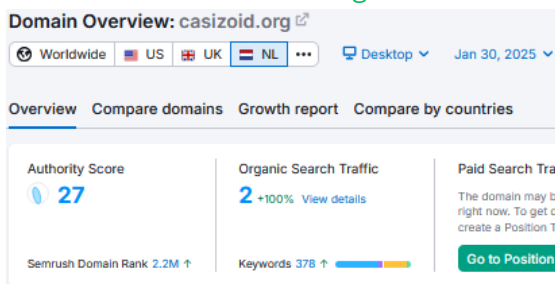 Domain Overview: casizoid.org
Worldwide US UK NL ••• Desktop Jan 30, 2025
Overview Compare domains Growth report Compare by countries
Authority Score
27
Semrush Domain Rank 2.2M ↑
Organic Search Traffic
2 +100% View details
Keywords 378 ↑
Paid Search
The domain may
right now. To get
create a Position
Go to Position